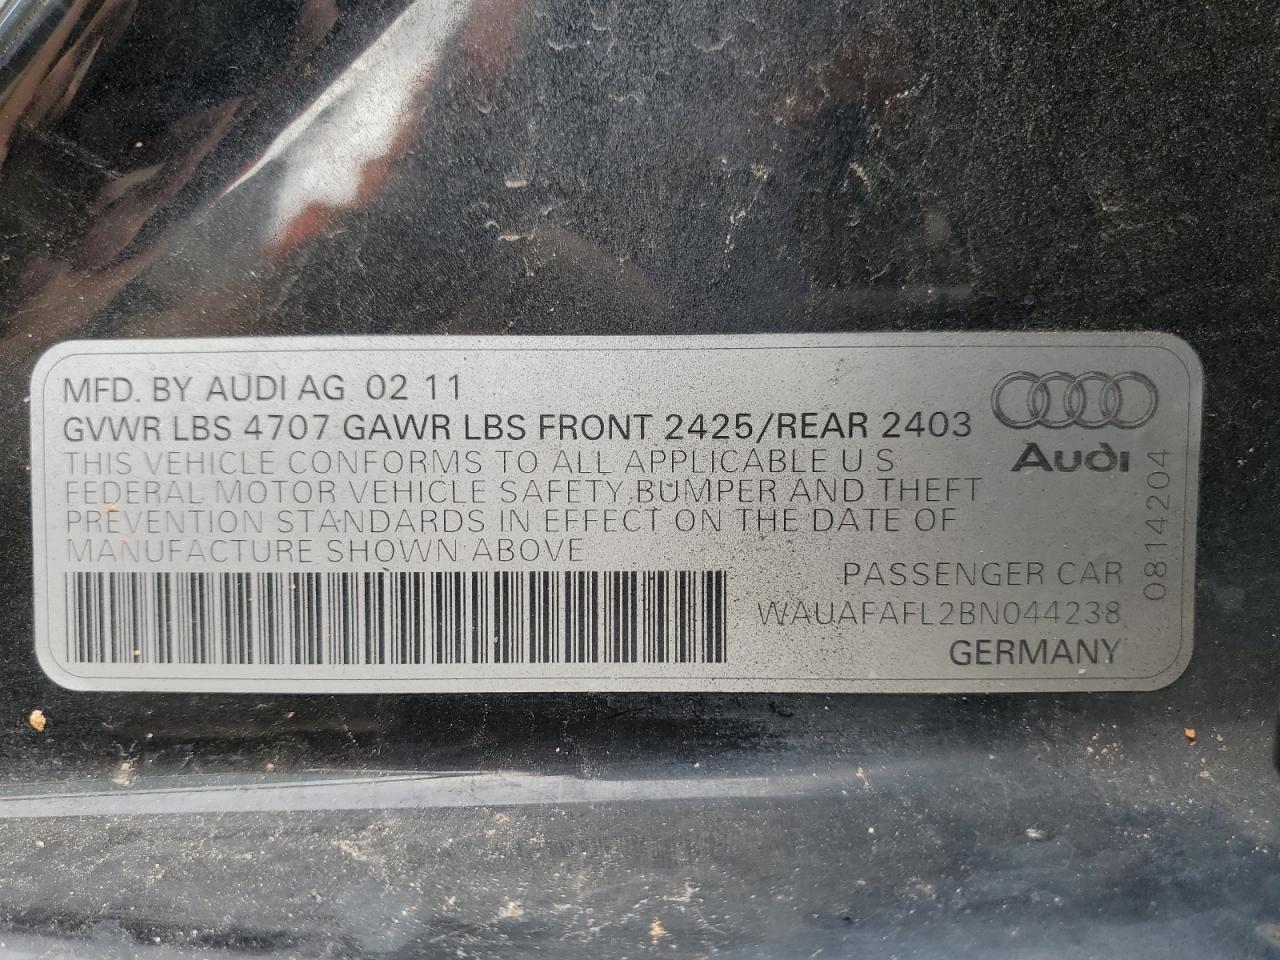 MFD. BY AUDI AG 02 11
GVWR LBS 4707 GAWR LBS FRONT 2425/REAR 2403
THIS VEHICLE CONFORMS TO ALL APPLICABLE U S
FEDERAL MOTOR VEHICLE SAFETY, BUMPER AND THEFT
PREVENTION STANDARDS IN EFFECT ON THE DATE OF
MANUFACTURE SHOWN ABOVE
PASSENGER CAR
WAUAFAFL2BN044238
GERMANY
Audi
0814204